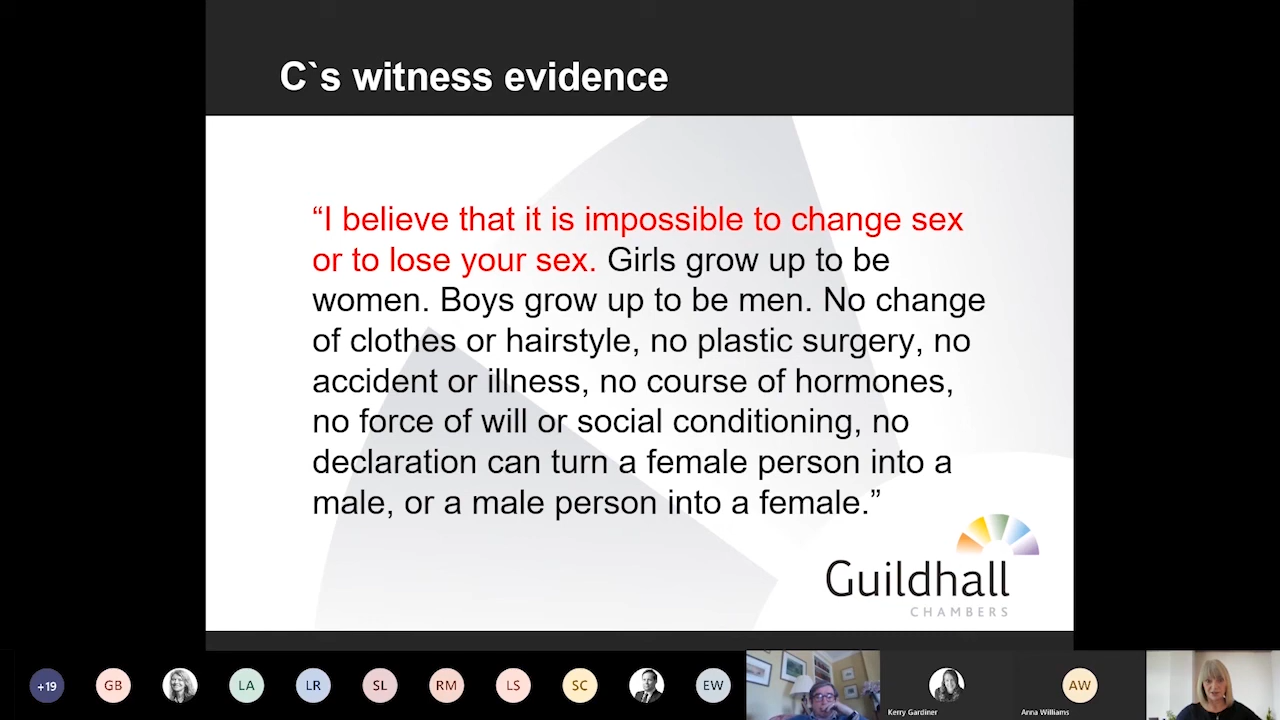 C`s witness evidence
“I believe that it is impossible to change sex
or to lose your sex. Girls grow up to be
women. Boys grow up to be men. No change
of clothes or hairstyle, no plastic surgery, no
accident or illness, no course of hormones,
no force of will or social conditioning, no
declaration can turn a female person into a
male, or a male person into a female.”
Guildhall
CHAMBERS
+19
GB
LA
LR
SL
RM
LS
SC
EW
AW
Kerry Gardiner
Anna Williams